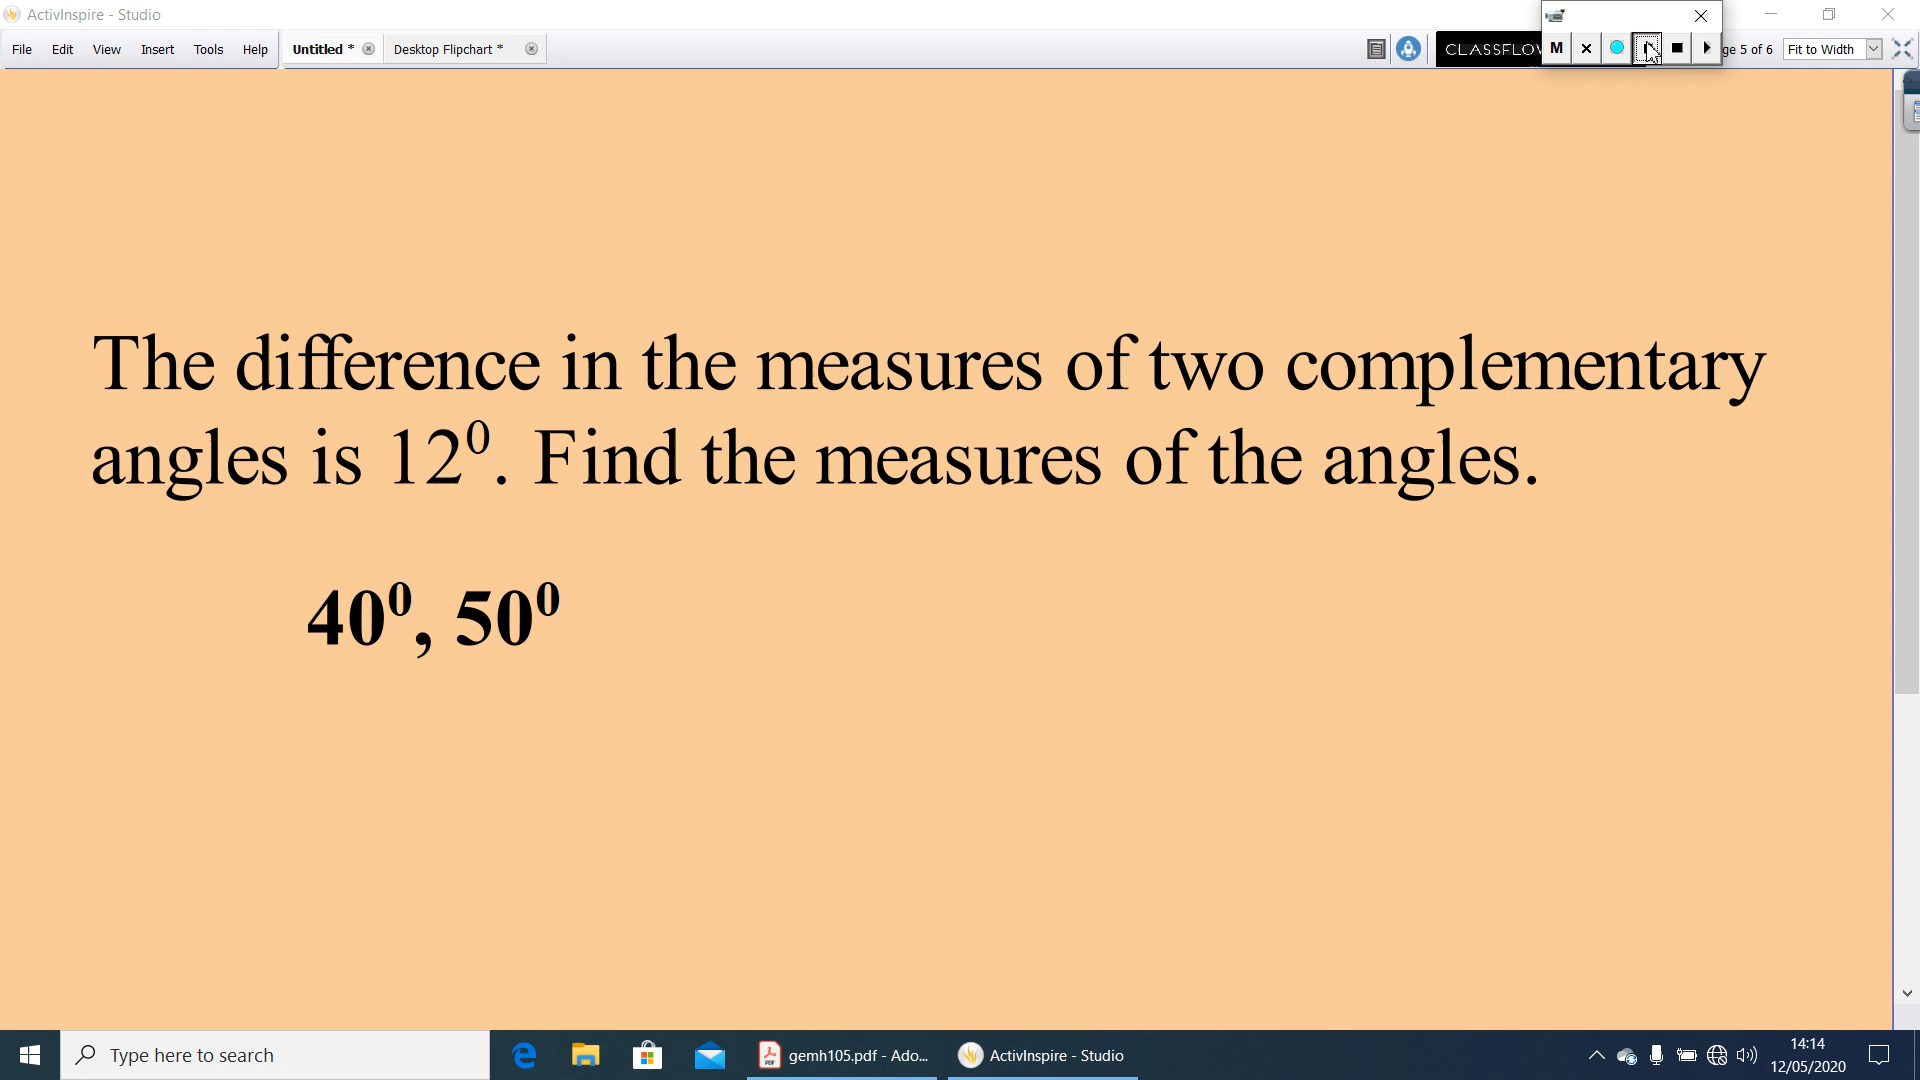 ActivInspire - Studio
File Edit View Insert Tools Help Untitled * Desktop Flipchart * CLASSFLOW M ge 5 of 6 Fit to Width
The difference in the measures of two complementary
angles is 12⁰. Find the measures of the angles.
40⁰, 50⁰
Type here to search gemh105.pdf - Ado... ActivInspire - Studio 14:14
12/05/2020